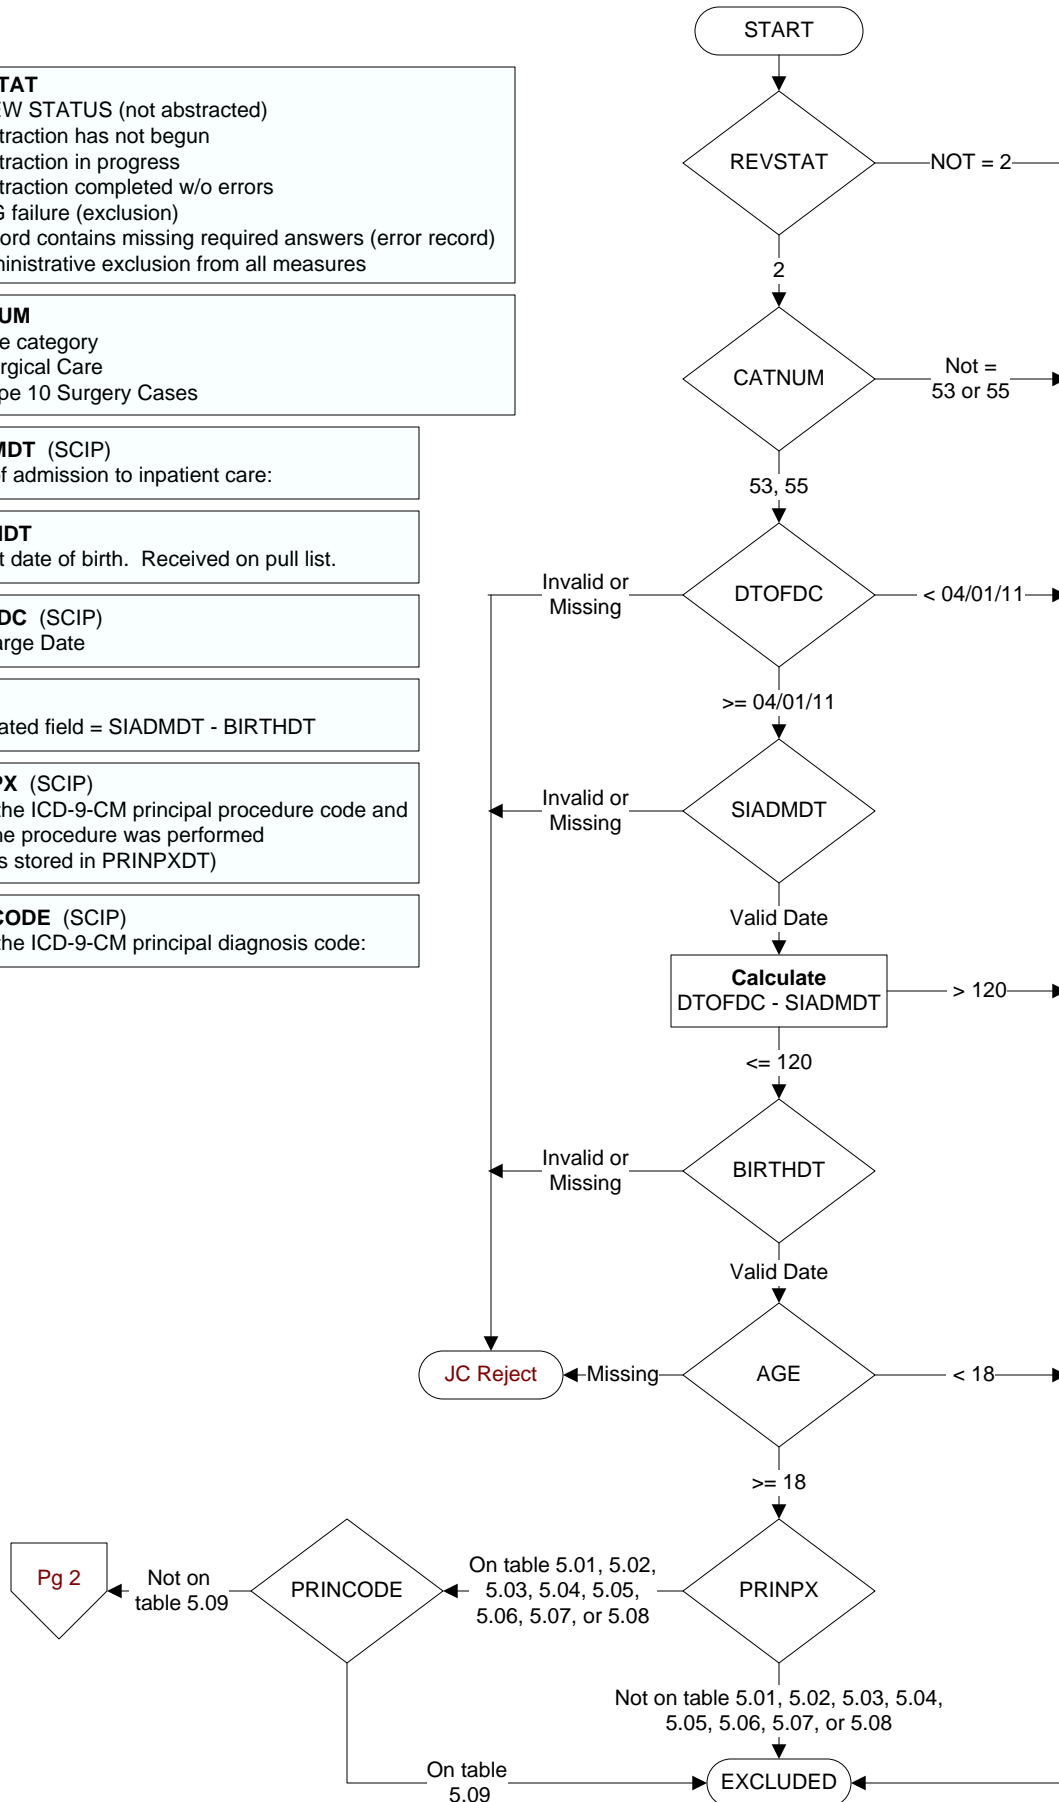 START
TAT
EW STATUS (not abstracted)
traction has not begun
traction in progress
traction completed w/o errors
G failure (exclusion)
ord contains missing required answers (error record)
ministrative exclusion from all measures
REVSTAT
NOT = 2
2
UM
e category
rgical Care
pe 10 Surgery Cases
CATNUM
Not =
53 or 55
53, 55
MDT (SCIP)
of admission to inpatient care:
HDT
t date of birth. Received on pull list.
DC (SCIP)
arge Date
ated field = SIADMDT - BIRTHDT
PX (SCIP)
the ICD-9-CM principal procedure code and
he procedure was performed
s stored in PRINPXDT)
CODE (SCIP)
the ICD-9-CM principal diagnosis code:
Invalid or
Missing
DTOFDC
< 04/01/11
>= 04/01/11
Invalid or
Missing
SIADMDT
Valid Date
Calculate
DTOFDC - SIADMDT
> 120
<= 120
Invalid or
Missing
BIRTHDT
Valid Date
JC Reject
Missing
AGE
< 18
>= 18
Pg 2
Not on
table 5.09
PRINCODE
On table 5.01, 5.02,
5.03, 5.04, 5.05,
5.06, 5.07, or 5.08
PRINPX
Not on table 5.01, 5.02, 5.03, 5.04,
5.05, 5.06, 5.07, or 5.08
On table
5.09
EXCLUDED